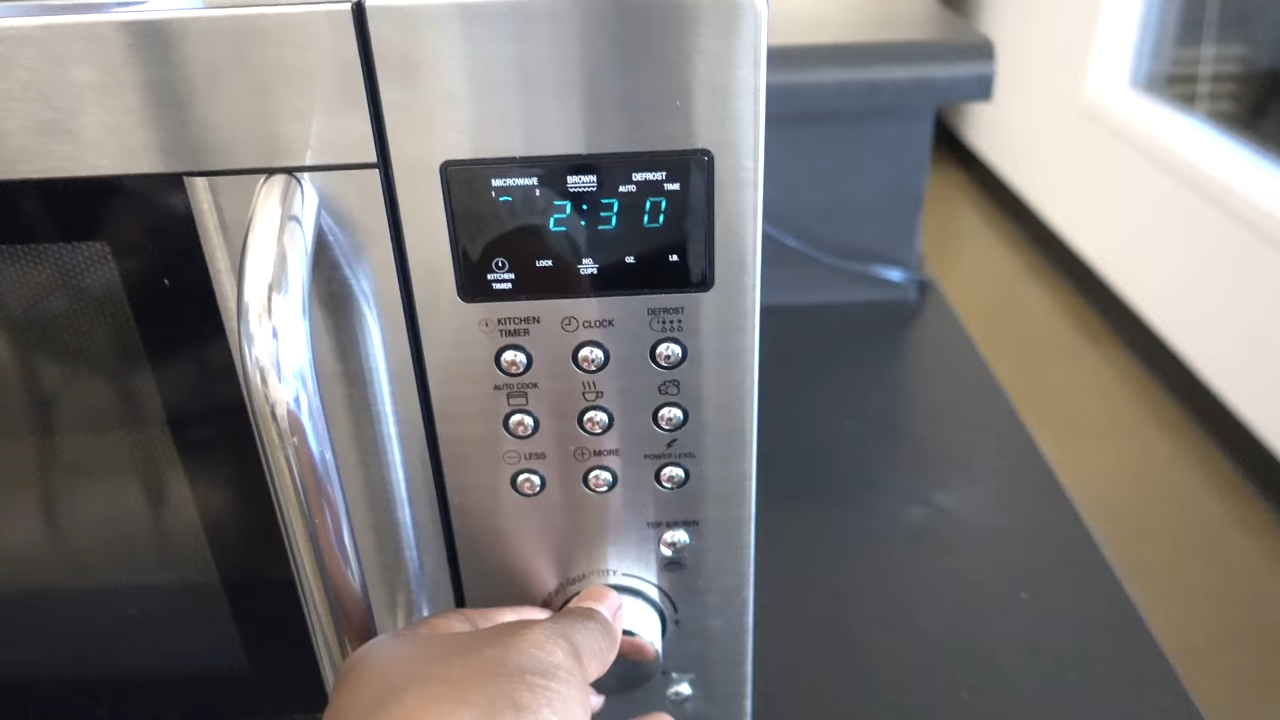 MICROWAVE BROWN DEFROST
1 2 AUTO TIME
2:30
KITCHEN TIMER LOCK NO. CUPS OZ. LB.
KITCHEN TIMER CLOCK DEFROST
AUTO COOK
LESS MORE POWER LEVEL
TOP BROWN
QUANTITY